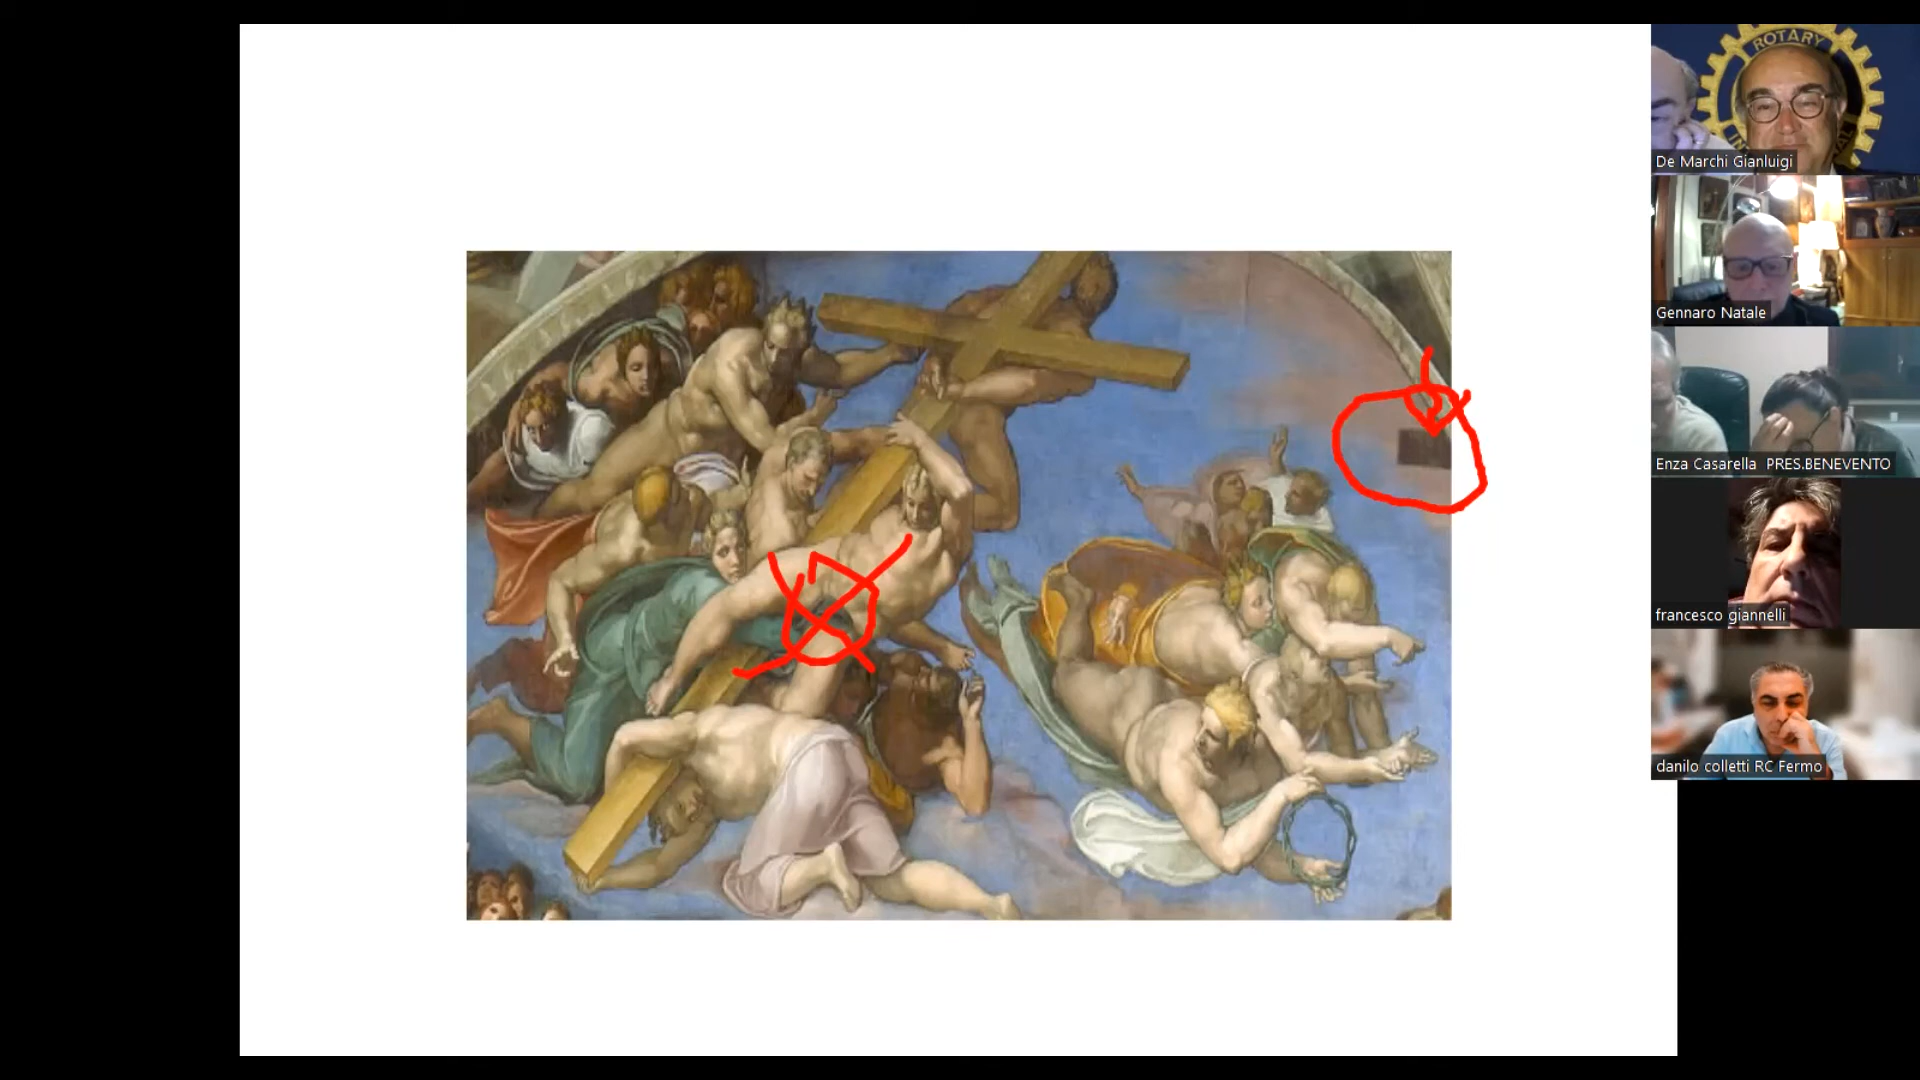 ROTARY
De Marchi Gianluigi
Gennaro Natale
Enza Casarella PRES.BENEVENTO
francesco giannelli
danilo colletti RC Fermo